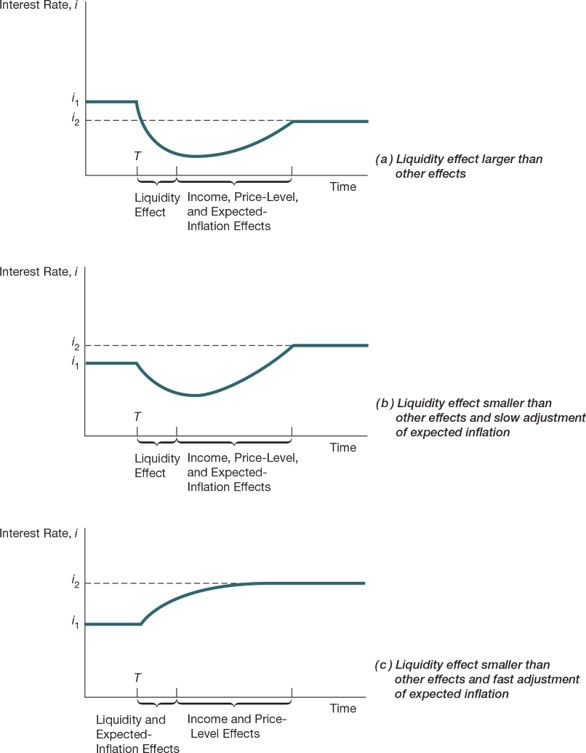 Interest Rate, i
i1
i2
T
Time
Liquidity
Effect
Income, Price-Level,
and Expected-
Inflation Effects
(a) Liquidity effect larger than
other effects
Interest Rate, i
i2
i1
T
Time
Liquidity
Effect
Income, Price-Level,
and Expected-
Inflation Effects
(b) Liquidity effect smaller than
other effects and slow adjustment
of expected inflation
Interest Rate, i
i2
i1
T
Time
Liquidity and
Expected-
Inflation Effects
Income and Price-
Level Effects
(c) Liquidity effect smaller than
other effects and fast adjustment
of expected inflation